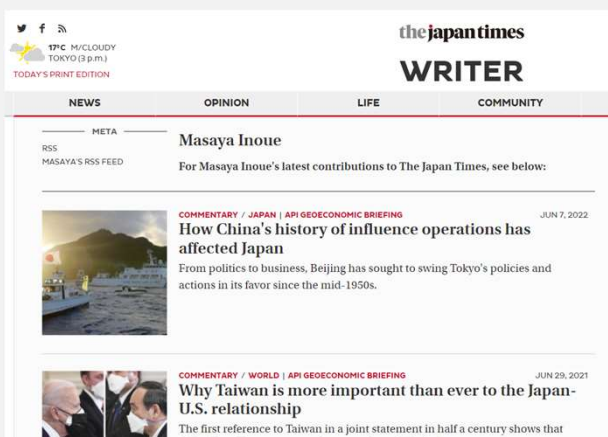 17°C M/CLOUDY
TOKYO (3 p.m.)
TODAY'S PRINT EDITION
the japan times
WRITER
NEWS OPINION LIFE COMMUNITY
META
RSS
MASAYA'S RSS FEED
Masaya Inoue
For Masaya Inoue's latest contributions to The Japan Times, see below:
COMMENTARY / JAPAN | API GEOECONOMIC BRIEFING JUN 7, 2022
How China's history of influence operations has
affected Japan
From politics to business, Beijing has sought to swing Tokyo's policies and
actions in its favor since the mid-1950s.
COMMENTARY / WORLD | API GEOECONOMIC BRIEFING JUN 29, 2021
Why Taiwan is more important than ever to the Japan-
U.S. relationship
The first reference to Taiwan in a joint statement in half a century shows that